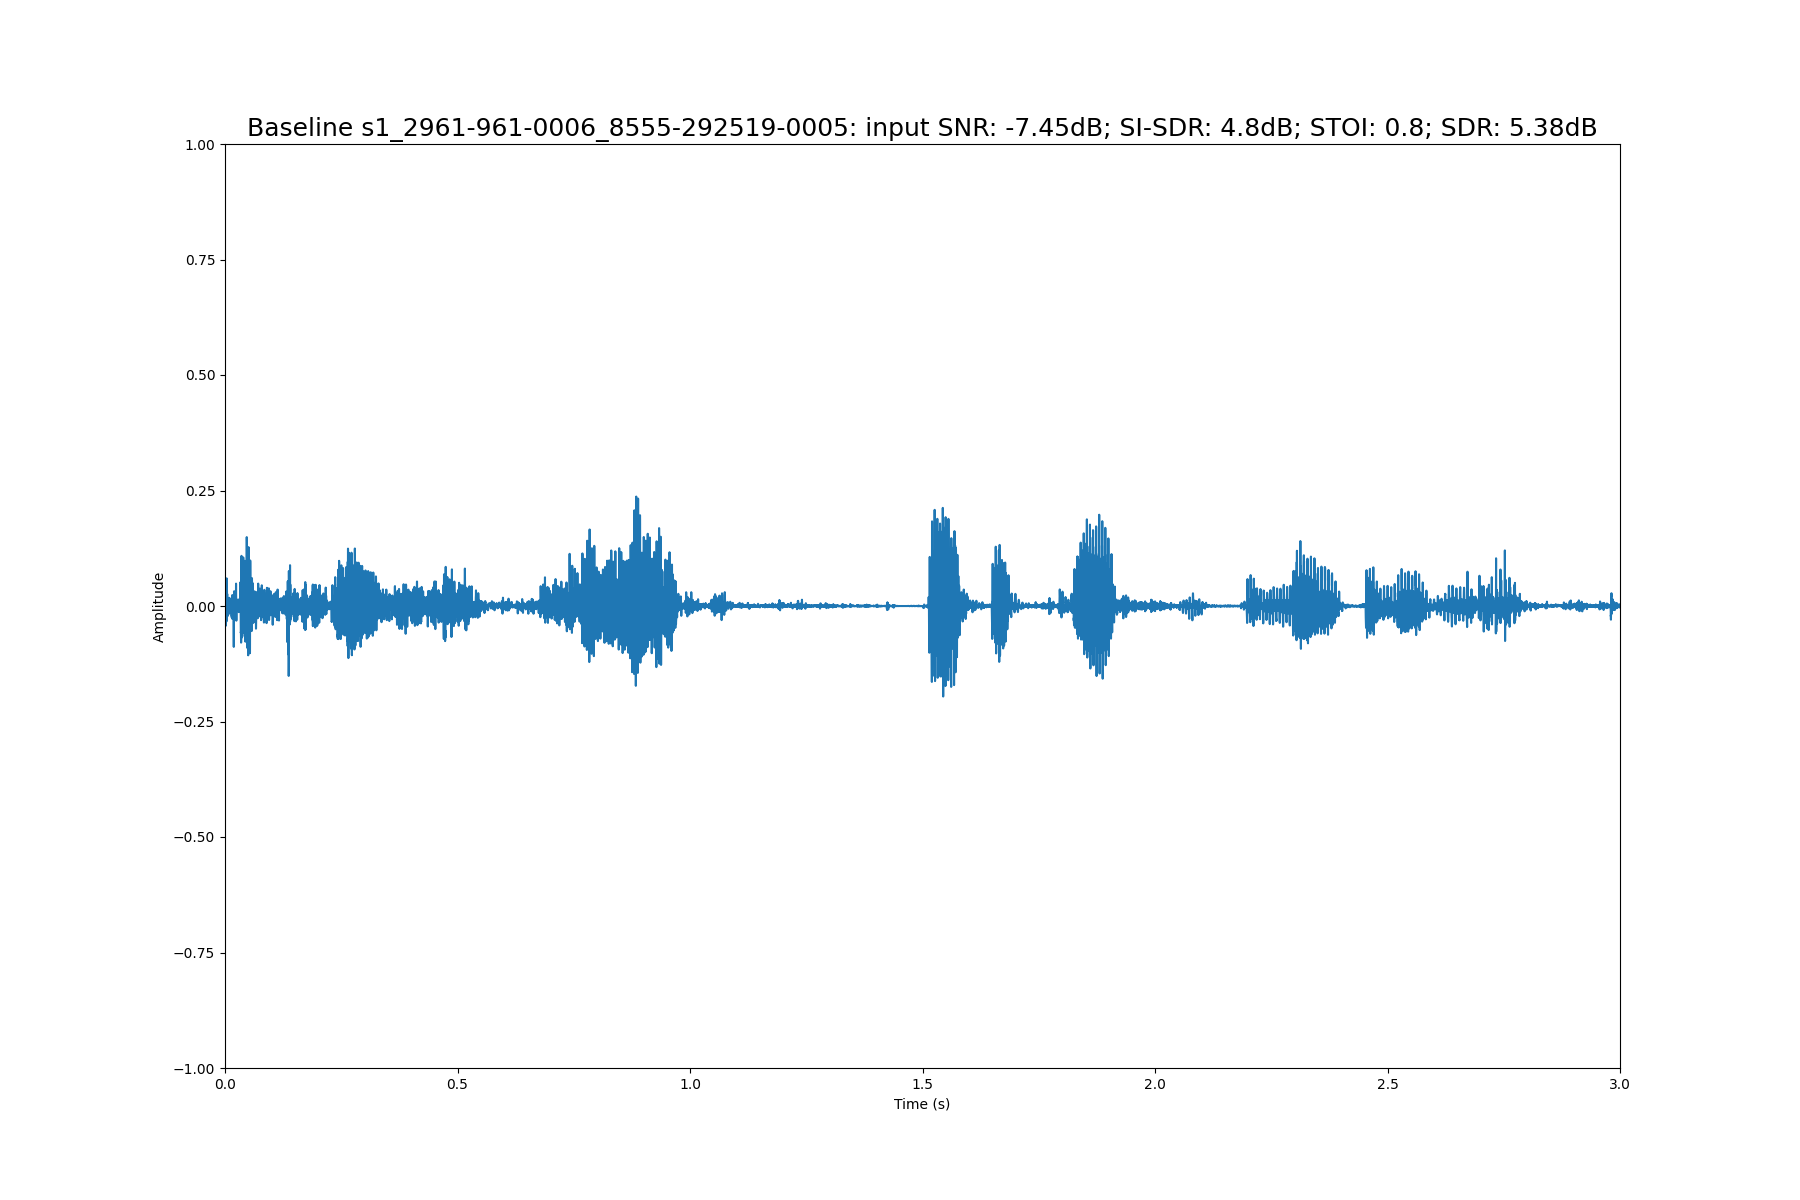 Baseline s1_2961-961-0006_8555-292519-0005: input SNR: -7.45dB; SI-SDR: 4.8dB; STOI: 0.8; SDR: 5.38dB
1.00
0.75
0.50
0.25
0.00
−0.25
−0.50
−0.75
−1.00
Amplitude
0.0 0.5 1.0 1.5 2.0 2.5 3.0
Time (s)